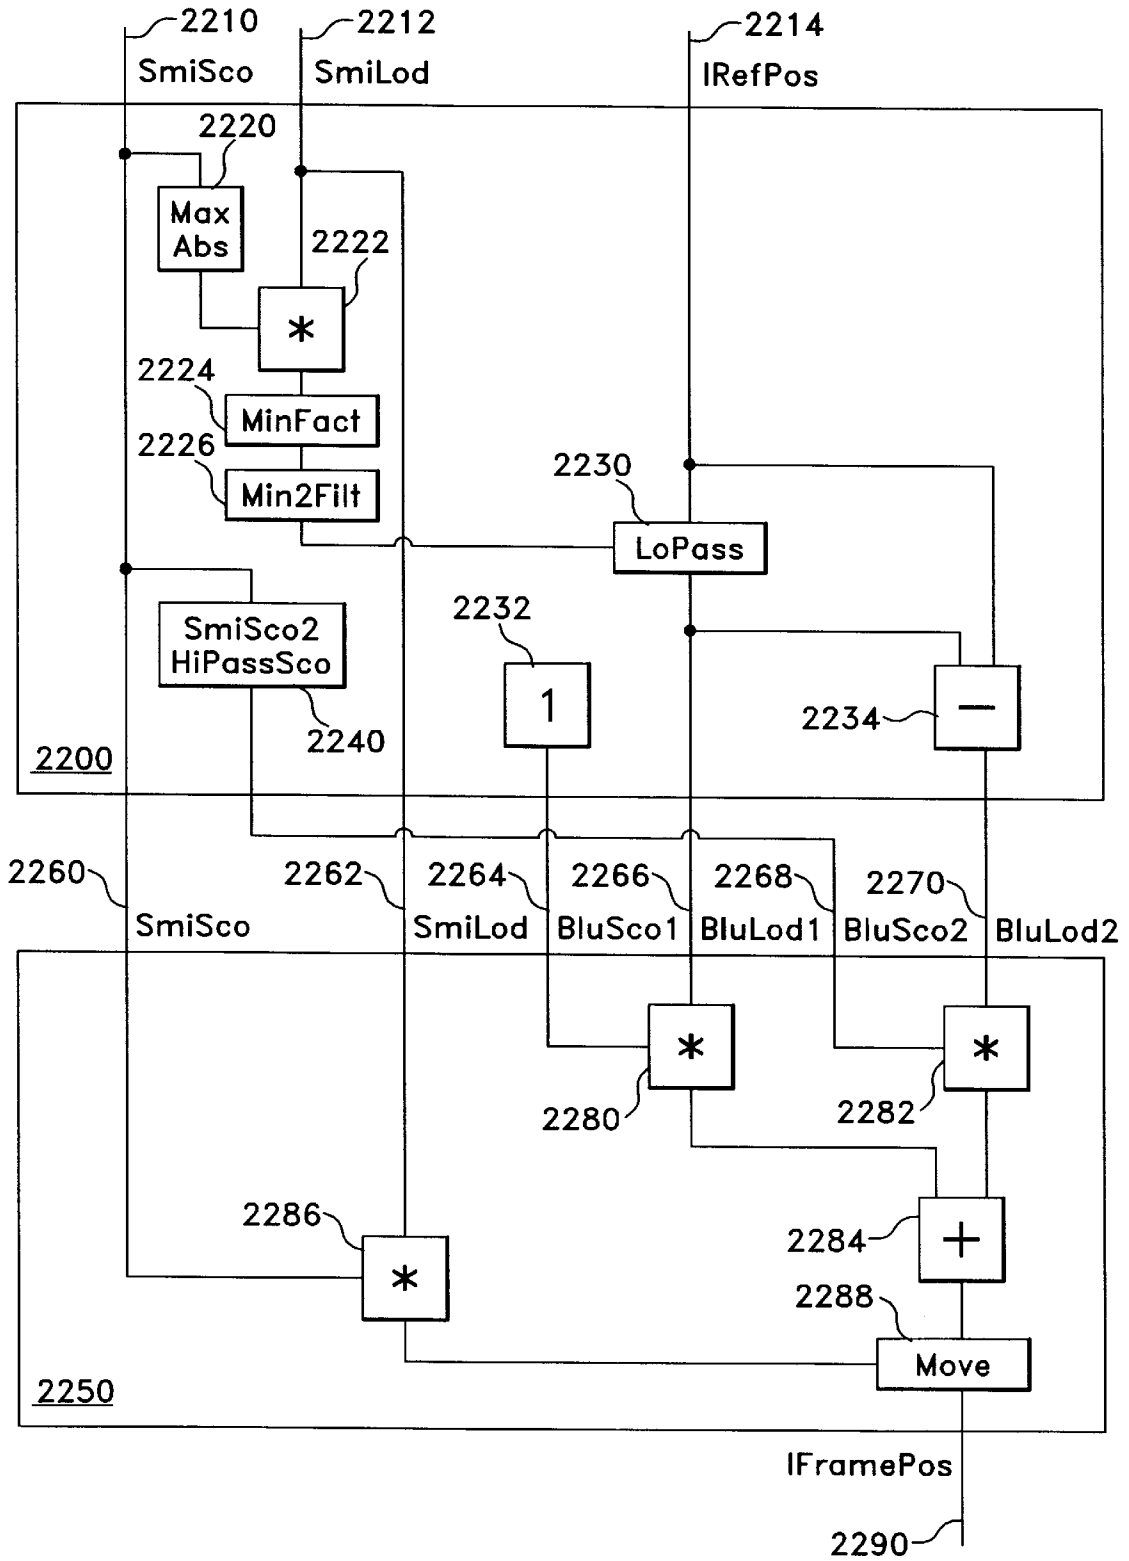 2210
2212
2214
SmiSco
SmiLod
IRefPos
2220
Max
Abs
2222
*
2224
MinFact
2226
Min2Filt
2230
LoPass
2232
1
SmiSco2
HiPassSco
2234
−
2240
2200
2260
2262
2264
2266
2268
2270
SmiSco
SmiLod
BluSco1
BluLod1
BluSco2
BluLod2
*
*
2280
2282
2286
*
2284
+
2288
Move
2250
IFramePos
2290